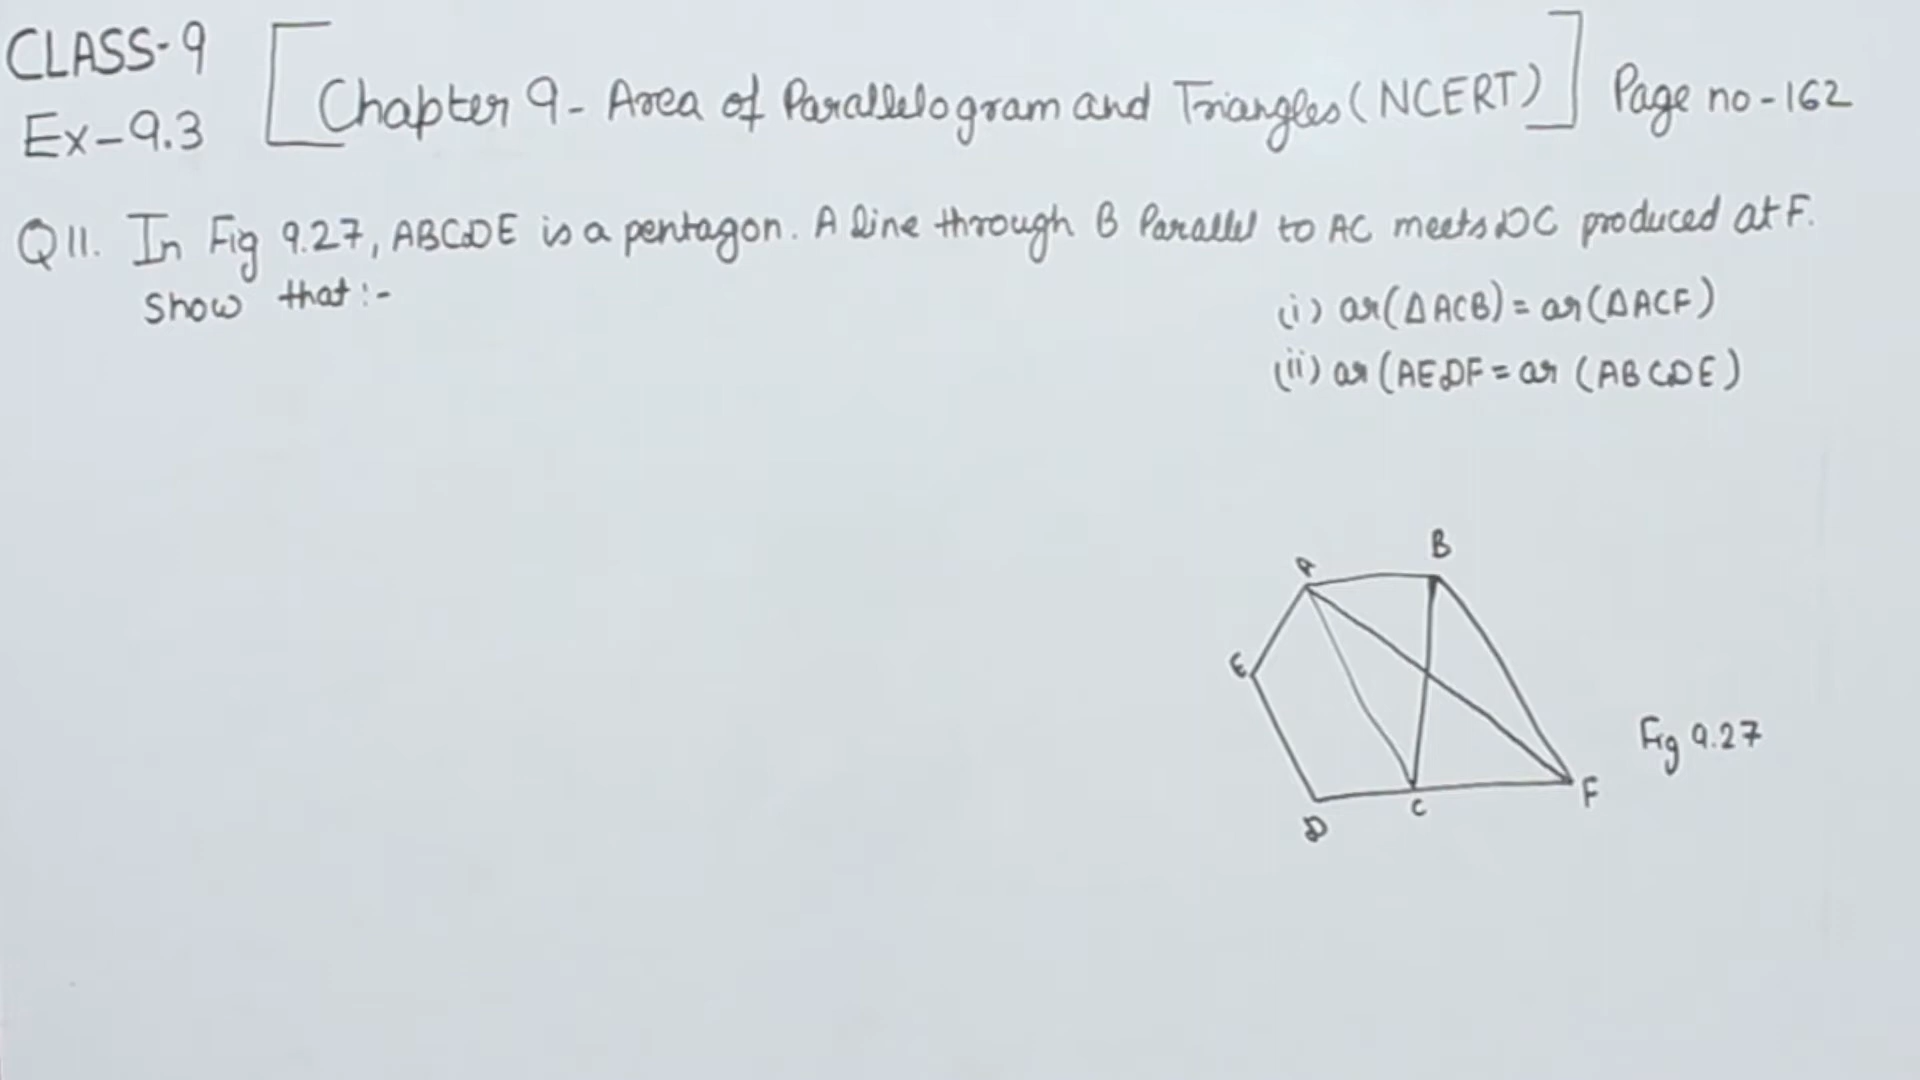 CLASS-9
Ex-9.3
[Chapter 9- Area of Parallelogram and Triangles (NCERT)] Page no-162
Q11. In Fig 9.27, ABCDE is a pentagon. A line through B Parallel to AC meets DC produced at F.
Show that:-
(i) ar(ΔACB)= ar(ΔACF)
(ii) ar (AEDF = ar (ABCDE)
B
A
E
Fig 9.27
F
C
D